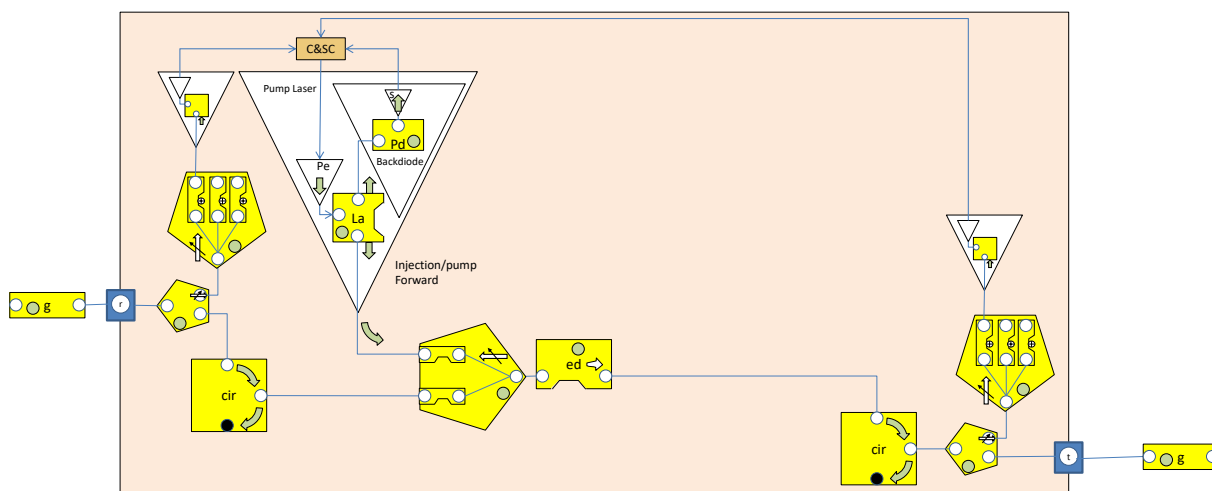 C&SC
Pump Laser
S
Pd
Backdiode
Pe
La
Injection/pump
Forward
g
r
ed
cir
cir
t
g